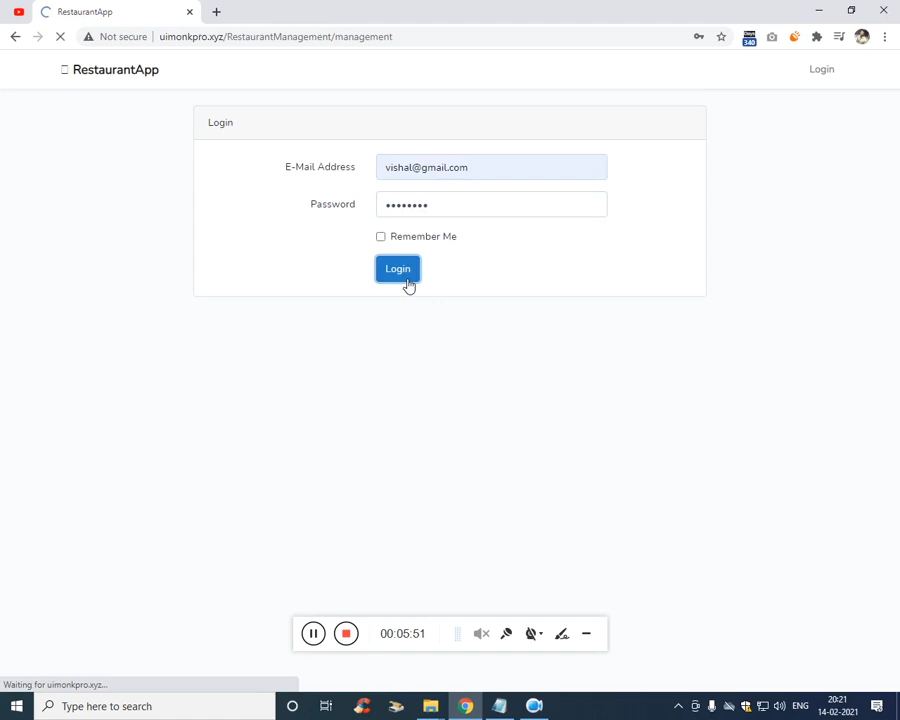 RestaurantApp
Not secure uimonkpro.xyz/RestaurantManagement/management
340
RestaurantApp
Login
Login
E-Mail Address vishal@gmail.com
Password ••••••••
Remember Me
Login
00:05:51
Waiting for uimonkpro.xyz...
Type here to search
ENG
20:21
14-02-2021